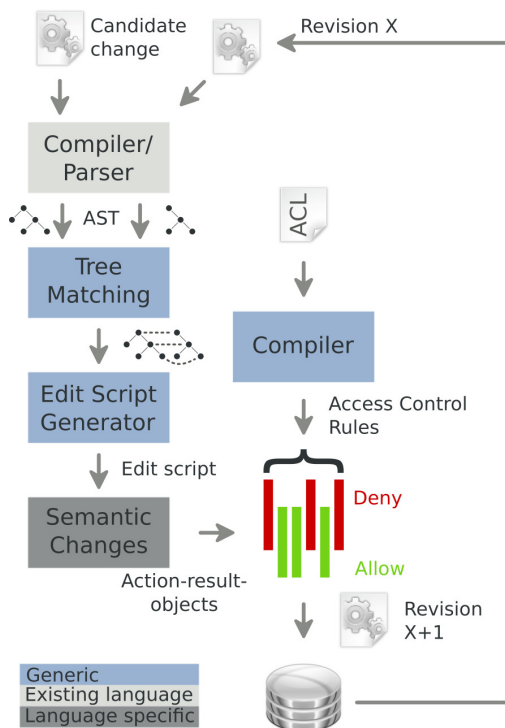 Candidate
change
Revision X
Compiler/
Parser
AST
ACL
Tree
Matching
Compiler
Edit Script
Generator
Access Control
Rules
Edit script
Deny
Semantic
Changes
Allow
Action-result-
objects
Revision
X+1
Generic
Existing language
Language specific